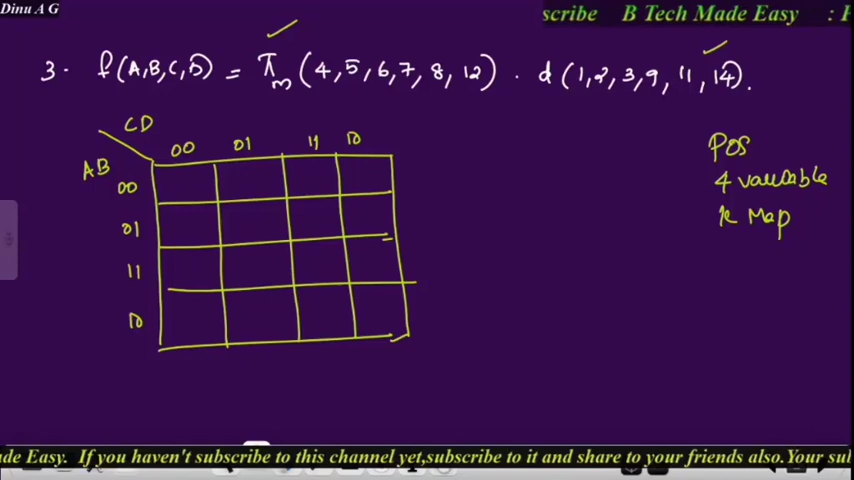 Dinu A G
scribe B Tech Made Easy : F
3. f(A,B,C,D) = πm (4,5,6,7,8,12) . d(1,2,3,9,11,14).
CD
00 01 11 10
AB
00
01
11
10
POS
4 variable
k Map
de Easy. If you haven't subscribe to this channel yet,subscribe to it and share to your friends also.Your sub